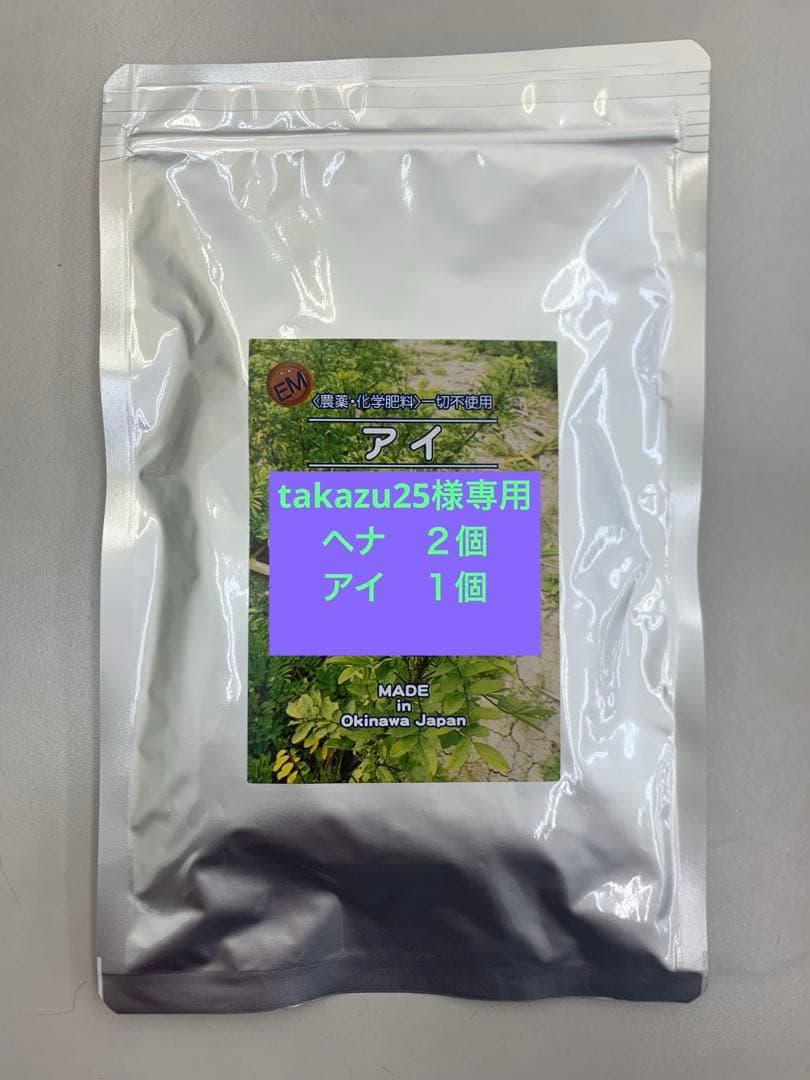 EM
〈農薬・化学肥料〉一切不使用
アイ
takazu25様専用
ヘナ　２個
アイ　１個
MADE
in
Okinawa Japan